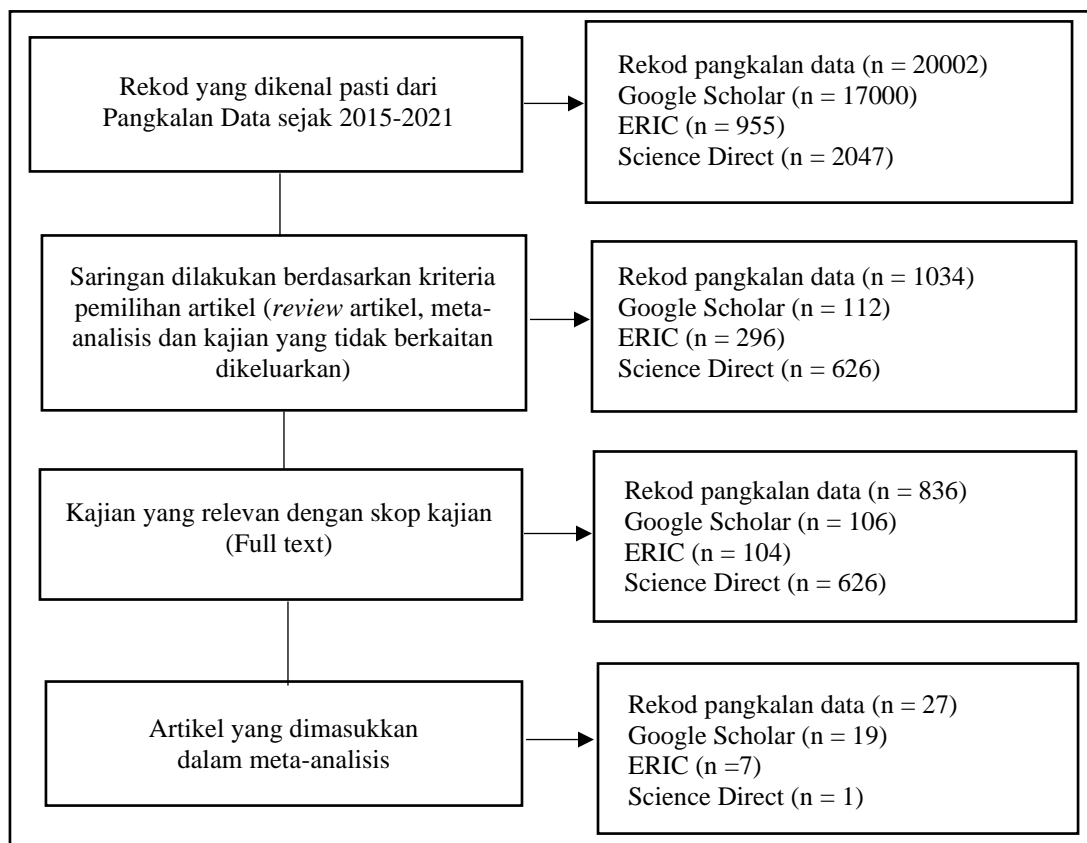 Rekod yang dikenal pasti dari
Pangkalan Data sejak 2015-2021
Rekod pangkalan data (n = 20002)
Google Scholar (n = 17000)
ERIC (n = 955)
Science Direct (n = 2047)
Saringan dilakukan berdasarkan kriteria
pemilihan artikel (review artikel, meta-
analisis dan kajian yang tidak berkaitan
dikeluarkan)
Rekod pangkalan data (n = 1034)
Google Scholar (n = 112)
ERIC (n = 296)
Science Direct (n = 626)
Kajian yang relevan dengan skop kajian
(Full text)
Rekod pangkalan data (n = 836)
Google Scholar (n = 106)
ERIC (n = 104)
Science Direct (n = 626)
Artikel yang dimasukkan
dalam meta-analisis
Rekod pangkalan data (n = 27)
Google Scholar (n = 19)
ERIC (n =7)
Science Direct (n = 1)